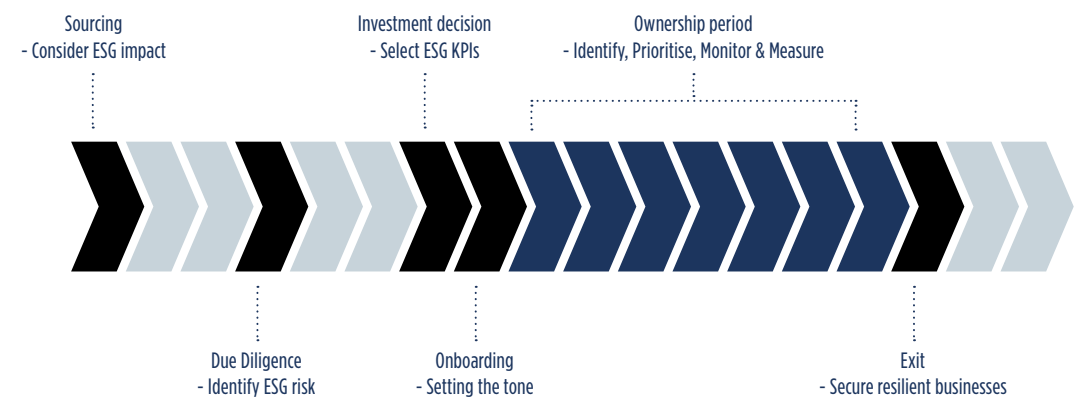 Sourcing
- Consider ESG impact
Investment decision
- Select ESG KPIs
Ownership period
- Identify, Prioritise, Monitor & Measure
Due Diligence
- Identify ESG risk
Onboarding
- Setting the tone
Exit
- Secure resilient businesses